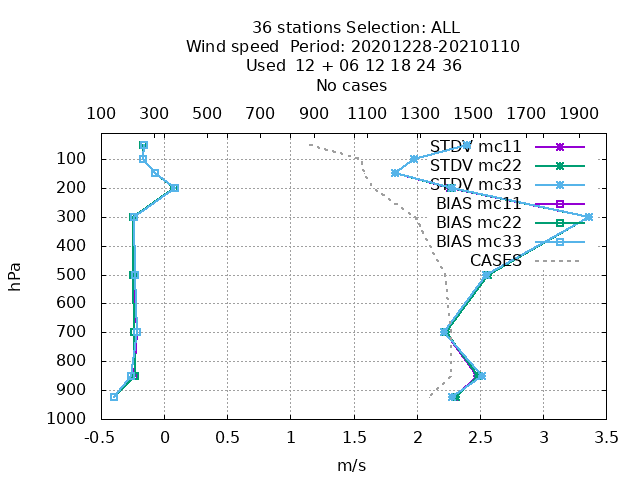 36 stations Selection: ALL
Wind speed  Period: 20201228-20210110
Used  12 + 06 12 18 24 36
No cases
100 300 500 700 900 1100 1300 1500 1700 1900
STDV mc11
100
STDV mc22
200
STDV mc33
BIAS mc11
300
BIAS mc22
400
BIAS mc33
CASES
500
600
700
800
900
1000
hPa
-0.5 0 0.5 1 1.5 2 2.5 3 3.5
m/s